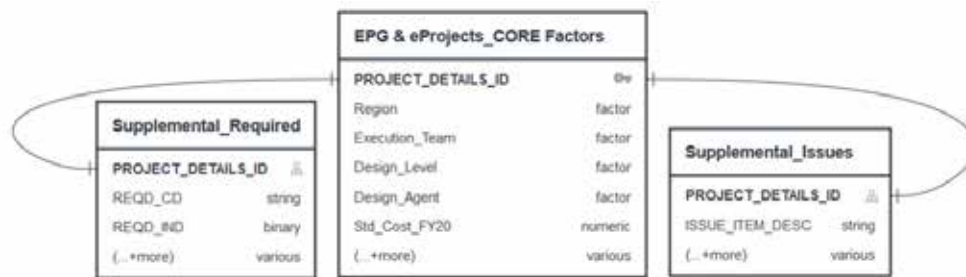 EPG & eProjects_CORE Factors
PROJECT_DETAILS_ID
Region factor
Execution_Team factor
Design_Level factor
Design_Agent factor
Std_Cost_FY20 numeric
(...+more) various
Supplemental_Required
PROJECT_DETAILS_ID
REQD_CD string
REQD_IND binary
(...+more) various
Supplemental_Issues
PROJECT_DETAILS_ID
ISSUE_ITEM_DESC string
(...+more) various